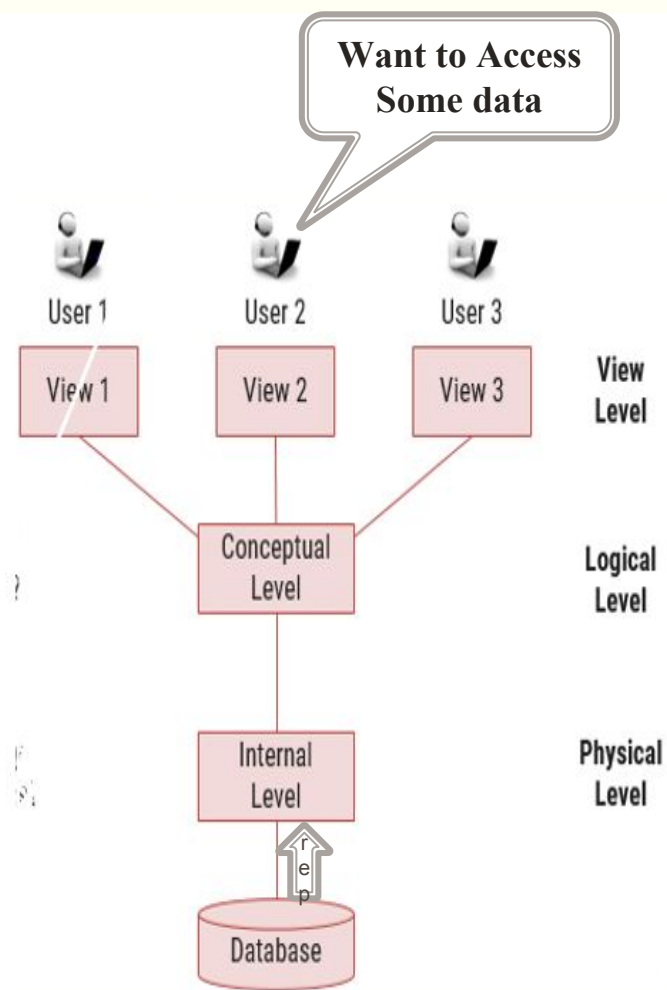 Want to Access
Some data
User 1
User 2
User 3
View 1
View 2
View 3
View
Level
Conceptual
Level
Logical
Level
?
Internal
Level
Physical
Level
r
e
p
Database